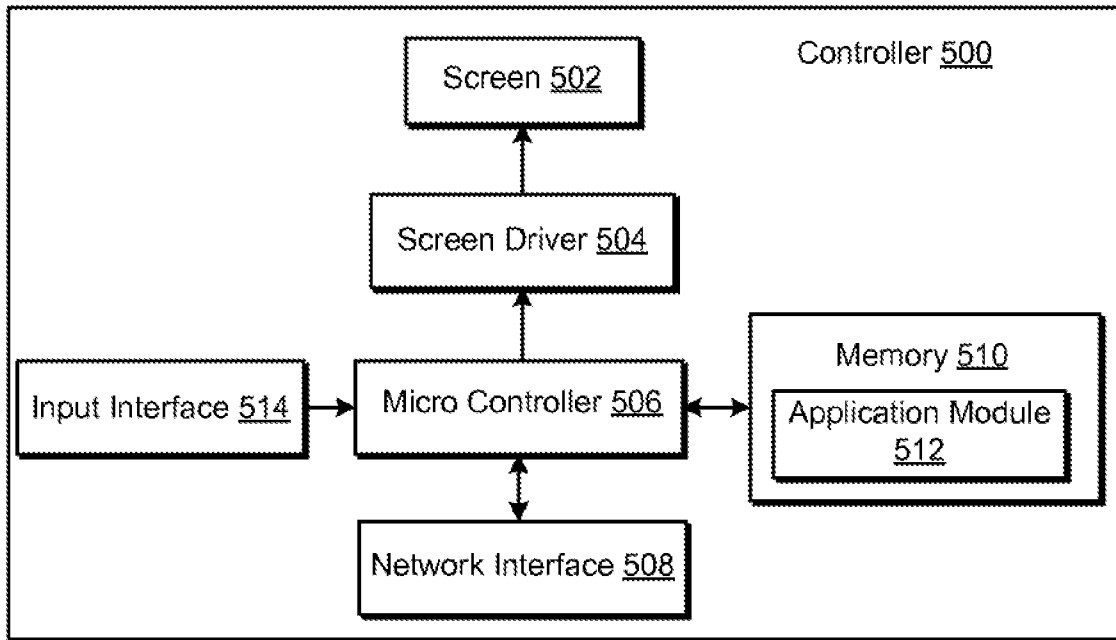 Controller 500
Screen 502
Screen Driver 504
Memory 510
Input Interface 514
Micro Controller 506
Application Module
512
Network Interface 508